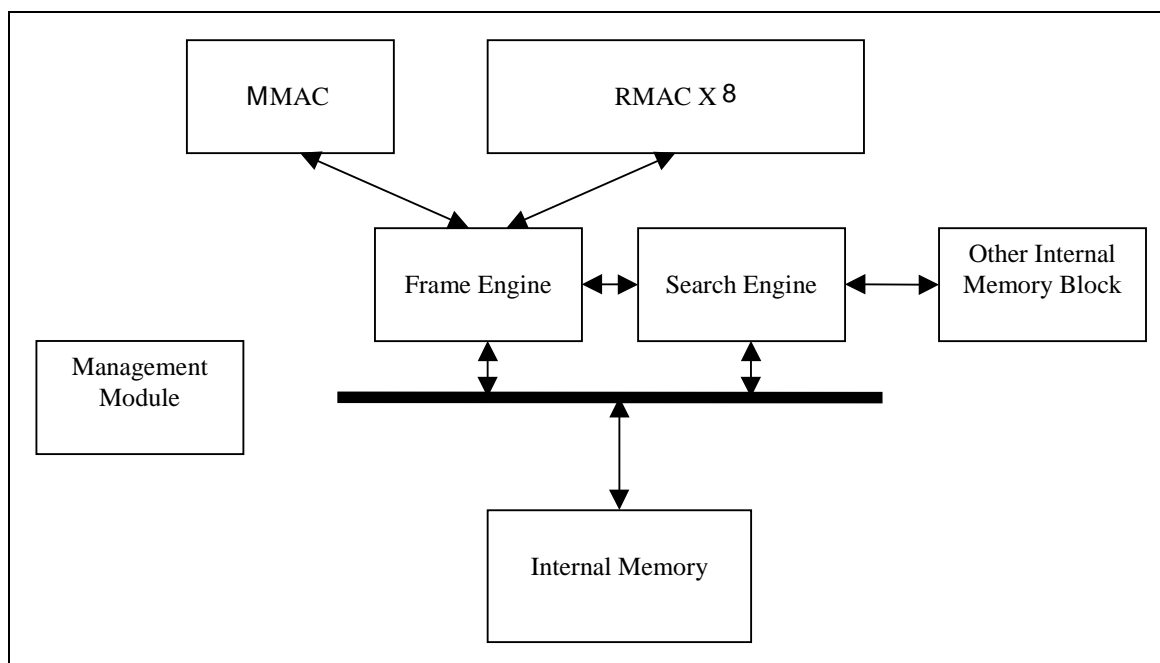 MMAC
RMAC X 8
Frame Engine
Search Engine
Other Internal
Memory Block
Management
Module
Internal Memory